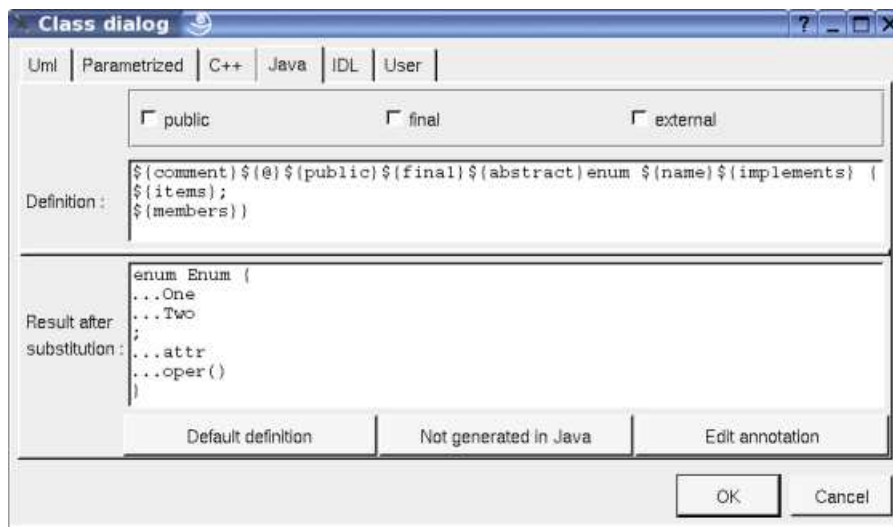 Class dialog
Uml Parametrized C++ Java IDL User
public final external
Definition :
${comment}${@}${public}${final}${abstract}enum ${name}${implements} {
${items};
${members}}
Result after
substitution :
enum Enum {
...One
...Two
;
...attr
...oper()
}
Default definition Not generated in Java Edit annotation
OK Cancel